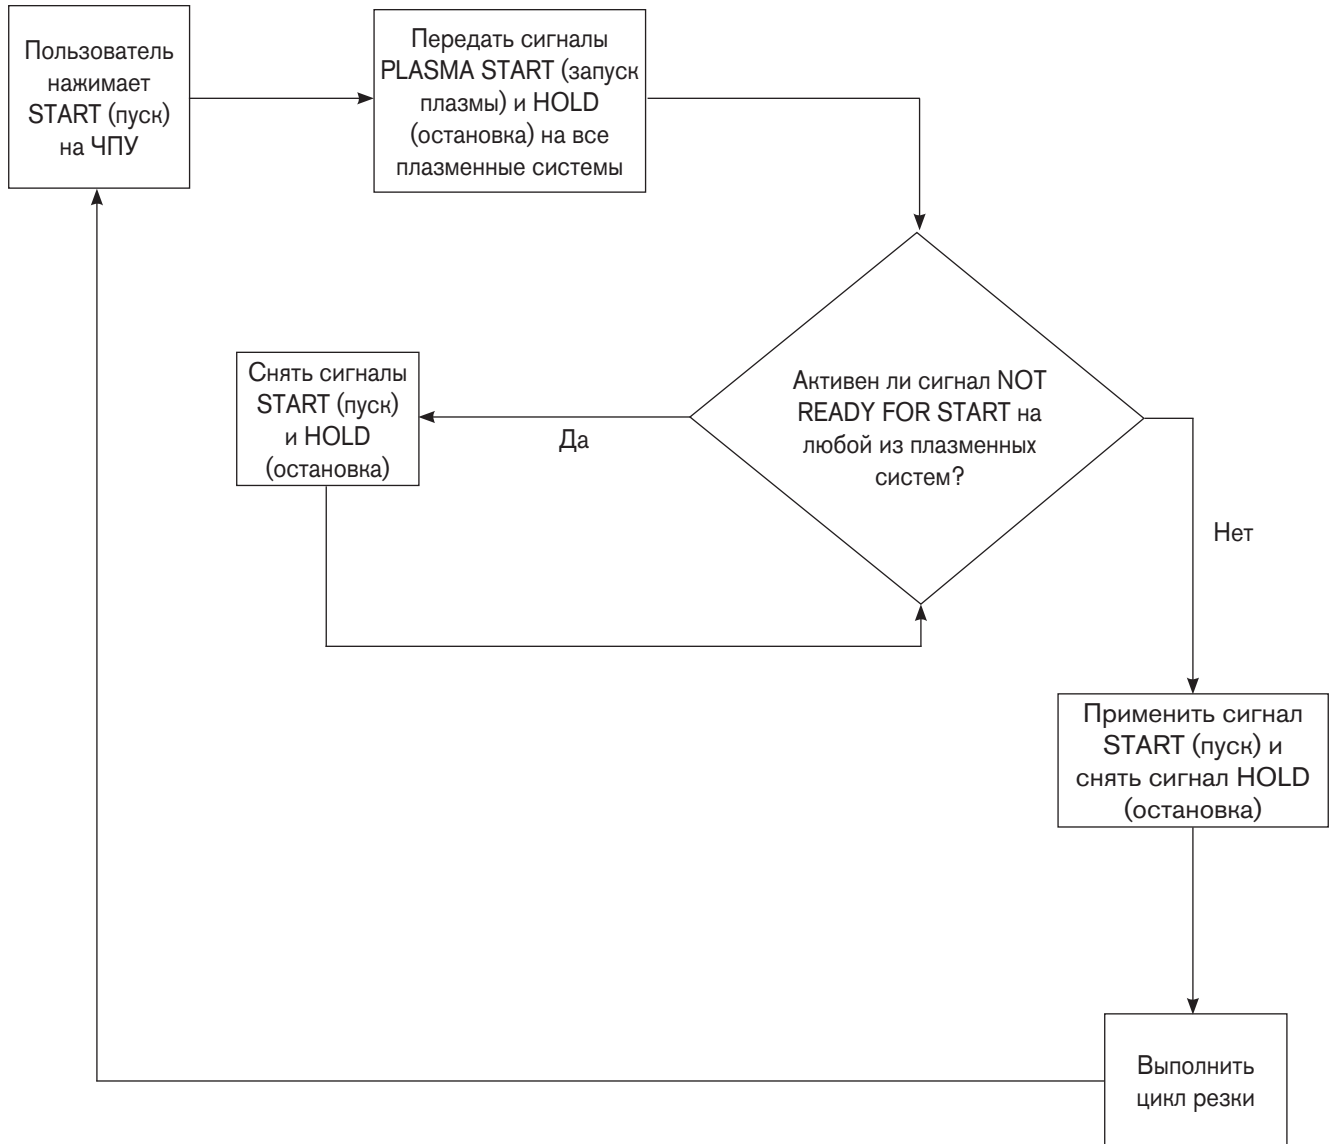 Пользователь
нажимает
START (пуск)
на ЧПУ
Передать сигналы
PLASMA START (запуск
плазмы) и HOLD
(остановка) на все
плазменные системы
Снять сигналы
START (пуск)
и HOLD
(остановка)
Да
Активен ли сигнал NOT
READY FOR START на
любой из плазменных
систем?
Нет
Применить сигнал
START (пуск) и
снять сигнал HOLD
(остановка)
Выполнить
цикл резки